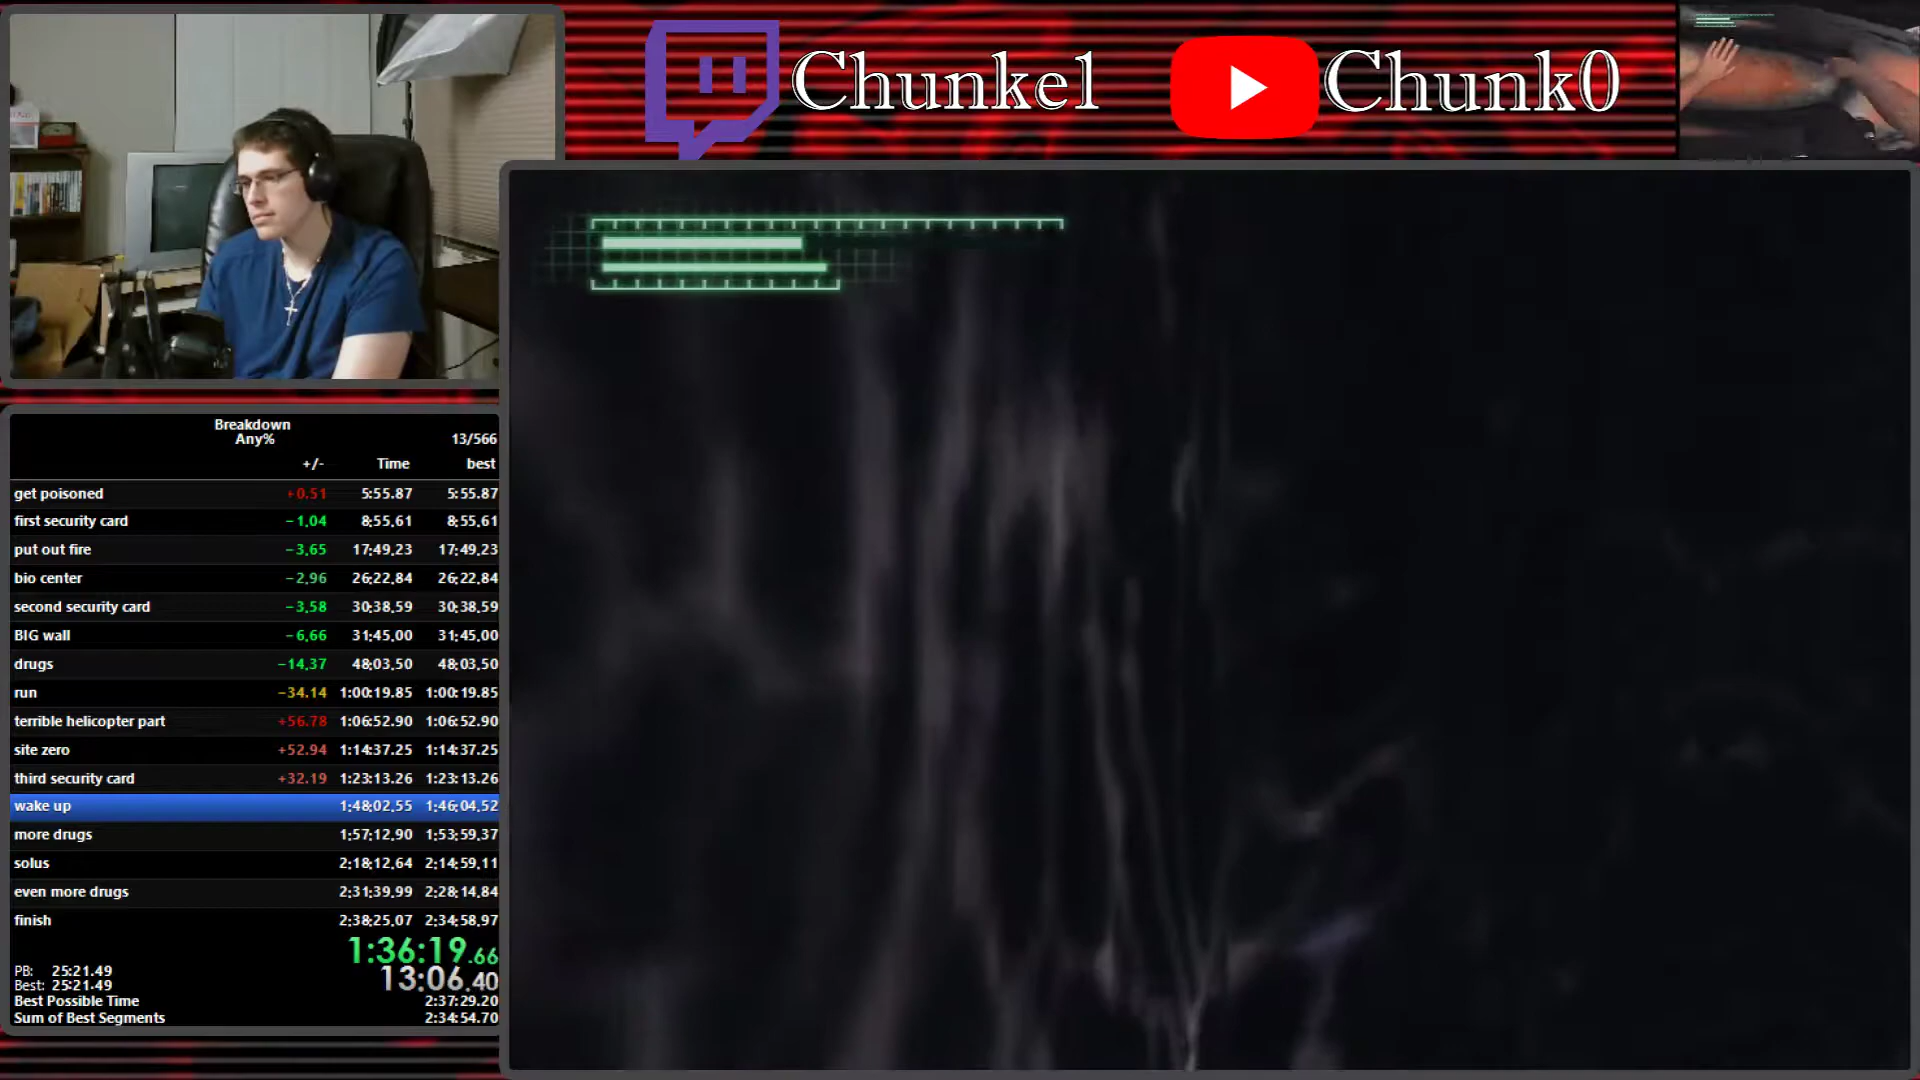 Chunke1
Chunk0
Breakdown
Any%
13/566
+/- Time best
get poisoned +0.51 5:55.87 5:55.87
first security card −1.04 8:55.61 8:55.61
put out fire −3.65 17:49.23 17:49.23
bio center −2.96 26:22.84 26:22.84
second security card −3.58 30:38.59 30:38.59
BIG wall −6.66 31:45.00 31:45.00
drugs −14.37 48:03.50 48:03.50
run −34.14 1:00:19.85 1:00:19.85
terrible helicopter part +56.78 1:06:52.90 1:06:52.90
site zero +52.94 1:14:37.25 1:14:37.25
third security card +32.19 1:23:13.26 1:23:13.26
wake up 1:48:02.55 1:46:04.52
more drugs 1:57:12.90 1:53:59.37
solus 2:18:12.64 2:14:59.11
even more drugs 2:31:39.99 2:28:14.84
finish 2:38:25.07 2:34:58.97
1:36:19.66
PB: 25:21.49
13:06.40
Best: 25:21.49
Best Possible Time 2:37:29.20
Sum of Best Segments 2:34:54.70